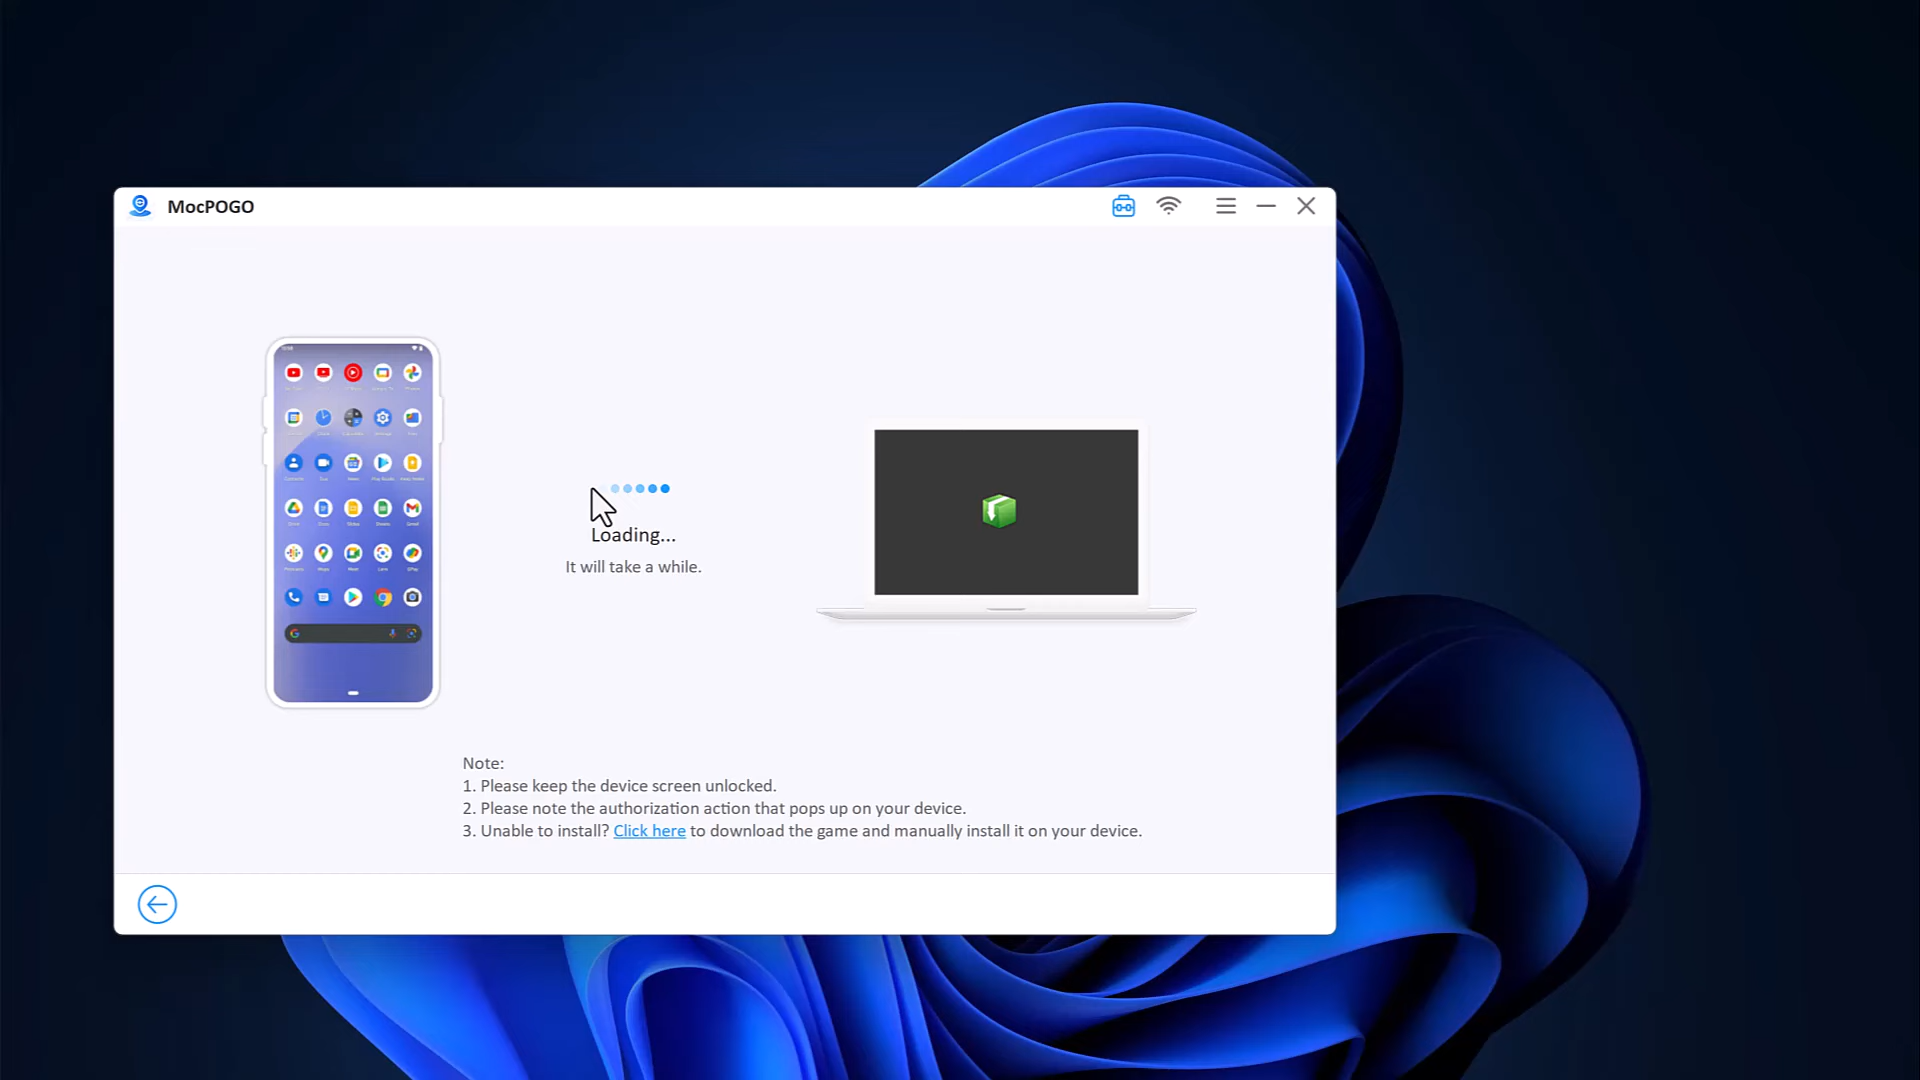 MocPOGO
Loading...
It will take a while.
Note:
1. Please keep the device screen unlocked.
2. Please note the authorization action that pops up on your device.
3. Unable to install? Click here to download the game and manually install it on your device.